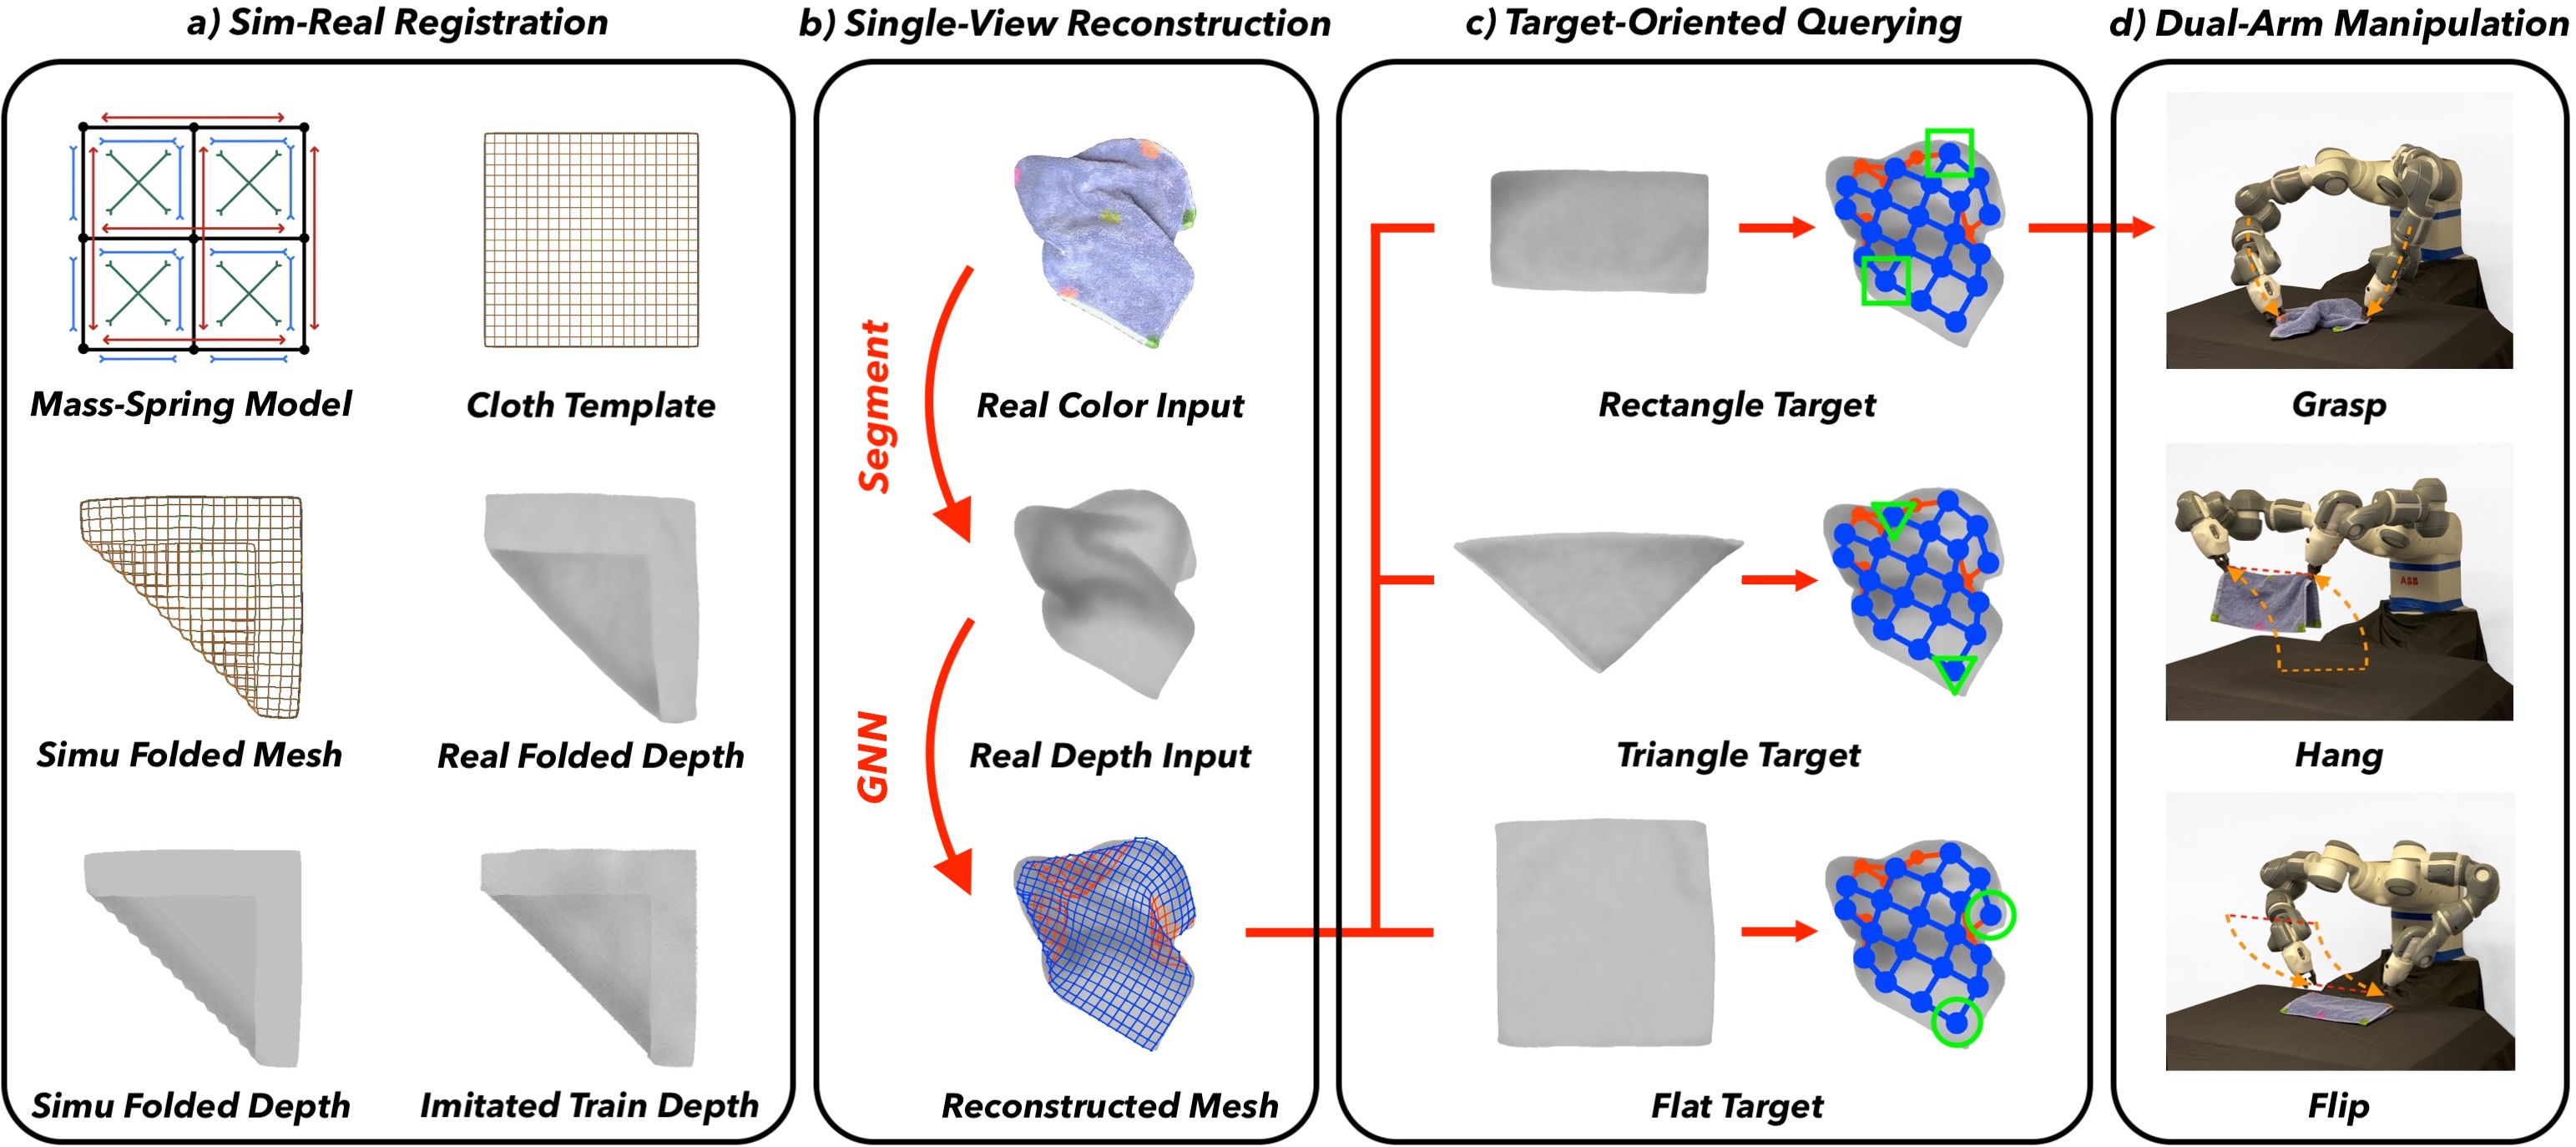 a) Sim-Real Registration
b) Single-View Reconstruction
c) Target-Oriented Querying
d) Dual-Arm Manipulation
Mass-Spring Model
Cloth Template
Simu Folded Mesh
Real Folded Depth
Simu Folded Depth
Imitated Train Depth
Segment
GNN
Real Color Input
Real Depth Input
Reconstructed Mesh
Rectangle Target
Triangle Target
Flat Target
Grasp
ABB
Hang
Flip